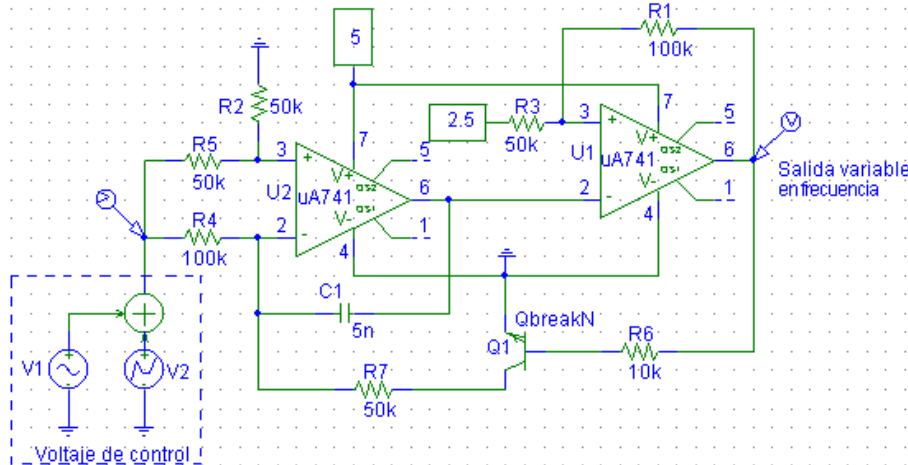 R1
100k
5
R2
50k
2.5
R3
50k
3
7
5
V+
+
U1
uA741
OS2
OS1
6
2
-
V-
4
1
V
Salida variable
en frecuencia
R5
50k
3
7
5
V+
+
U2
uA741
OS2
OS1
6
2
-
V-
4
1
V
R4
100k
C1
5n
QbreakN
Q1
R6
10k
R7
50k
V1
V2
+
-
+
-
Voltaje de control